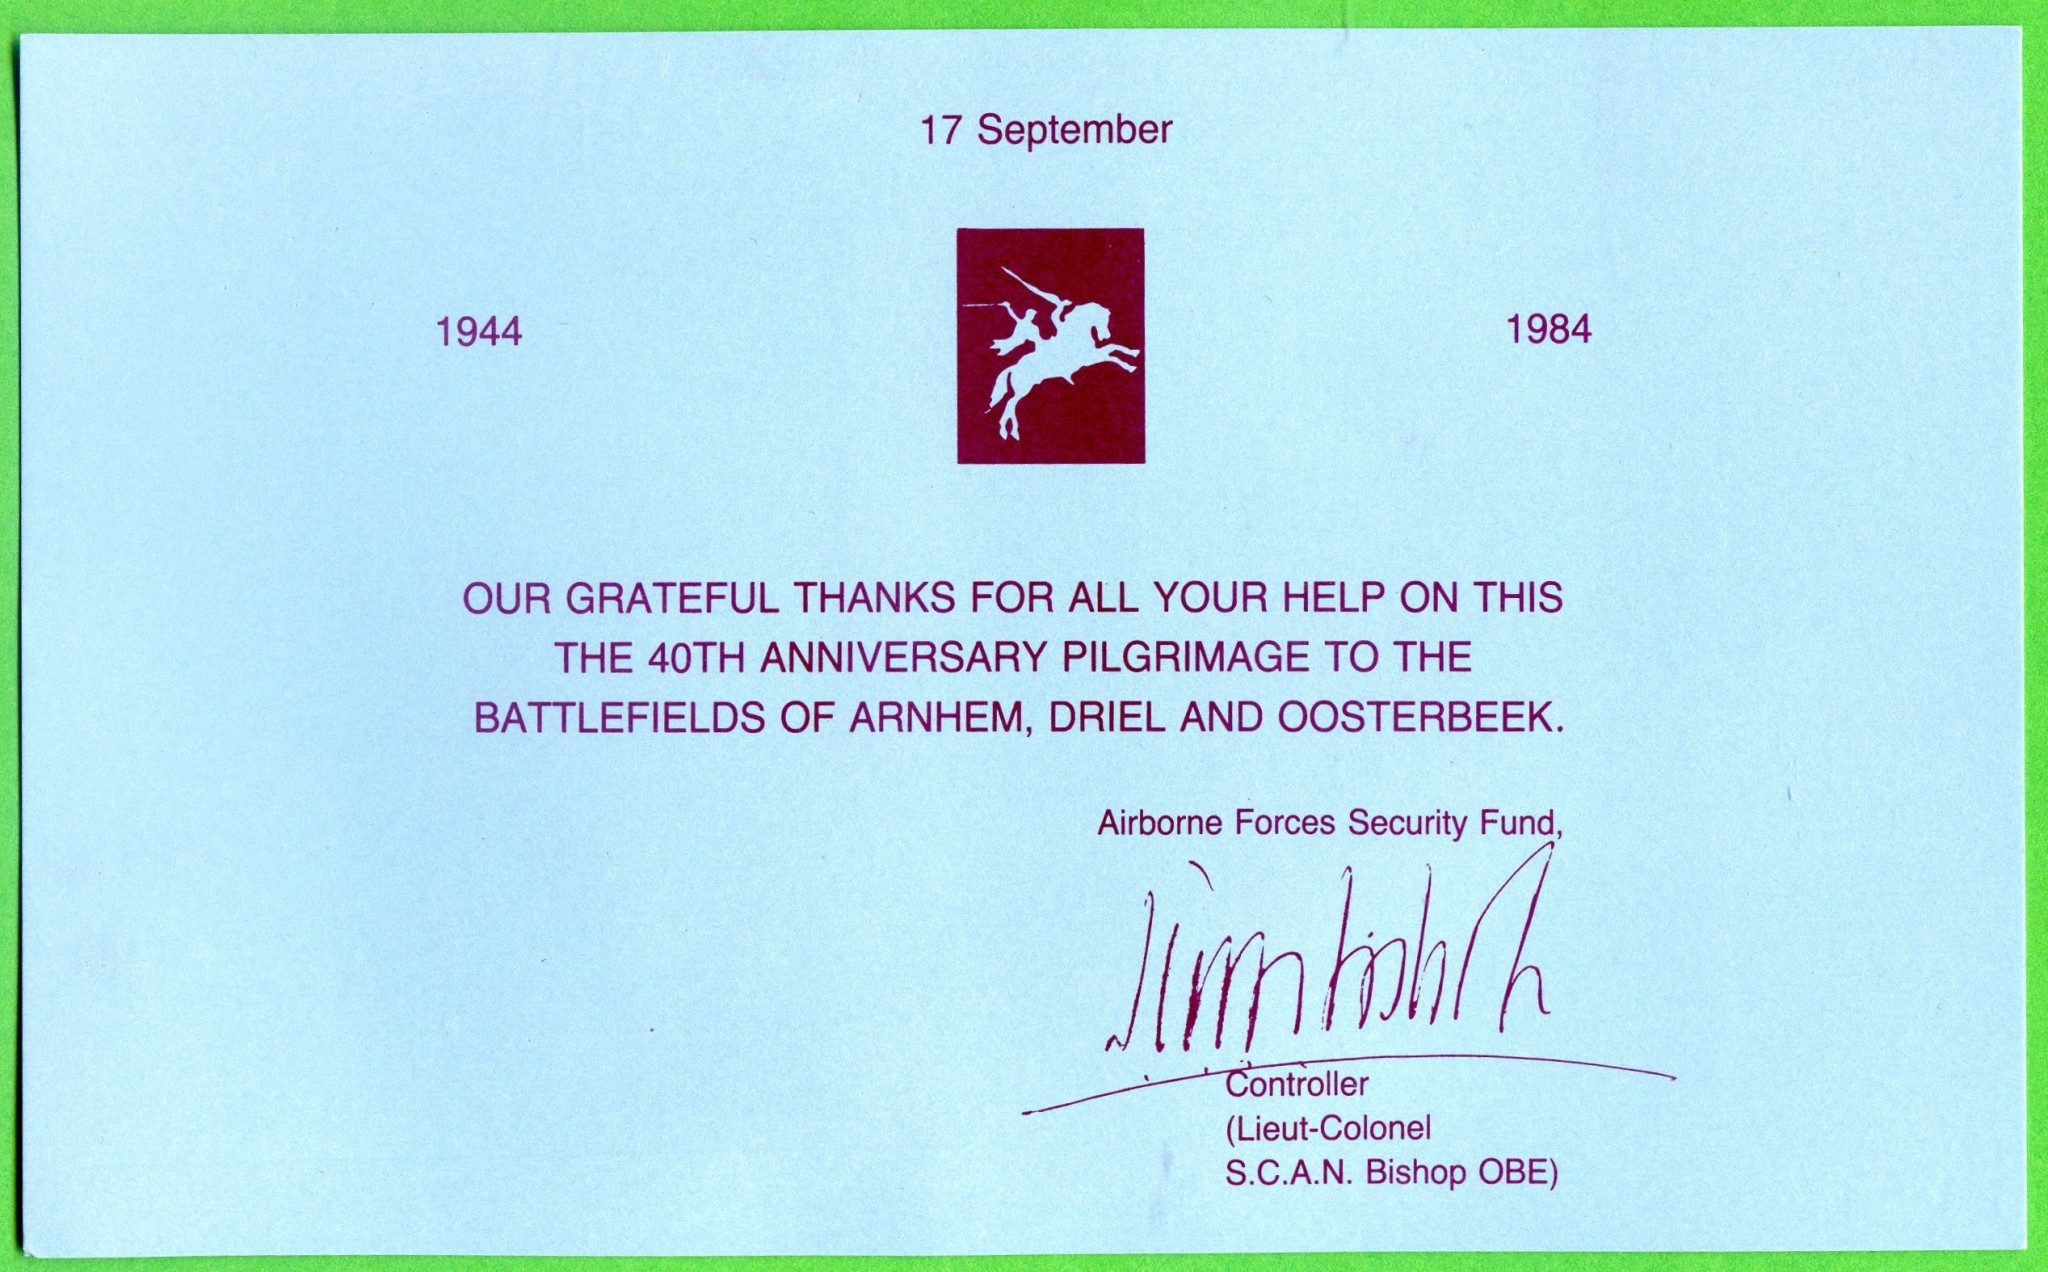 17 September
1944
1984
OUR GRATEFUL THANKS FOR ALL YOUR HELP ON THIS
THE 40TH ANNIVERSARY PILGRIMAGE TO THE
BATTLEFIELDS OF ARNHEM, DRIEL AND OOSTERBEEK.
Airborne Forces Security Fund,
Controller
(Lieut-Colonel
S.C.A.N. Bishop OBE)